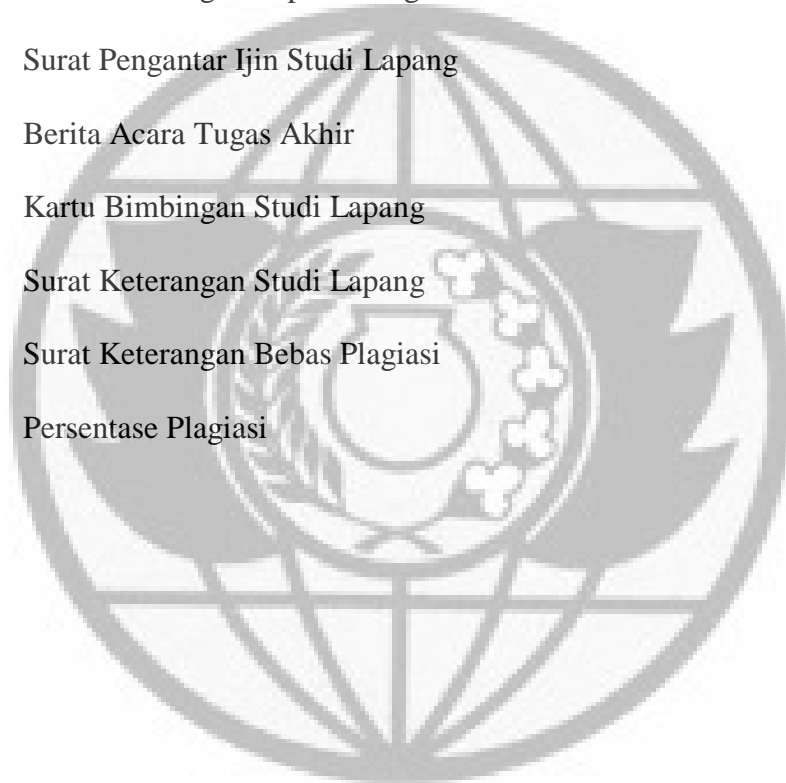 Surat Pengantar Ijin Studi Lapang
Berita Acara Tugas Akhir
Kartu Bimbingan Studi Lapang
Surat Keterangan Studi Lapang
Surat Keterangan Bebas Plagiasi
Persentase Plagiasi